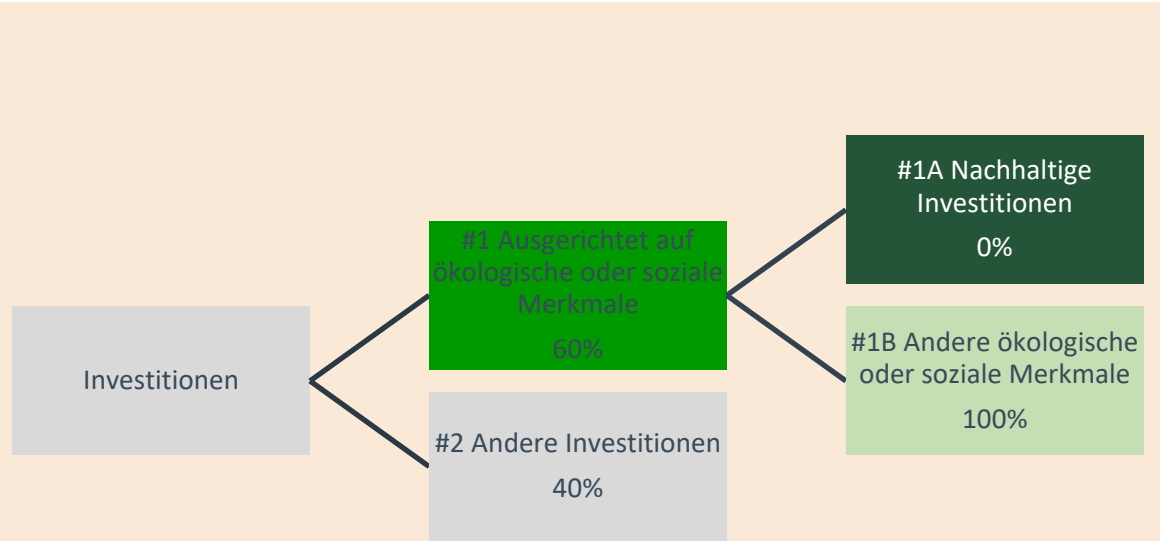 Investitionen
#1 Ausgerichtet auf
ökologische oder soziale
Merkmale
60%
#2 Andere Investitionen
40%
#1A Nachhaltige
Investitionen
0%
#1B Andere ökologische
oder soziale Merkmale
100%